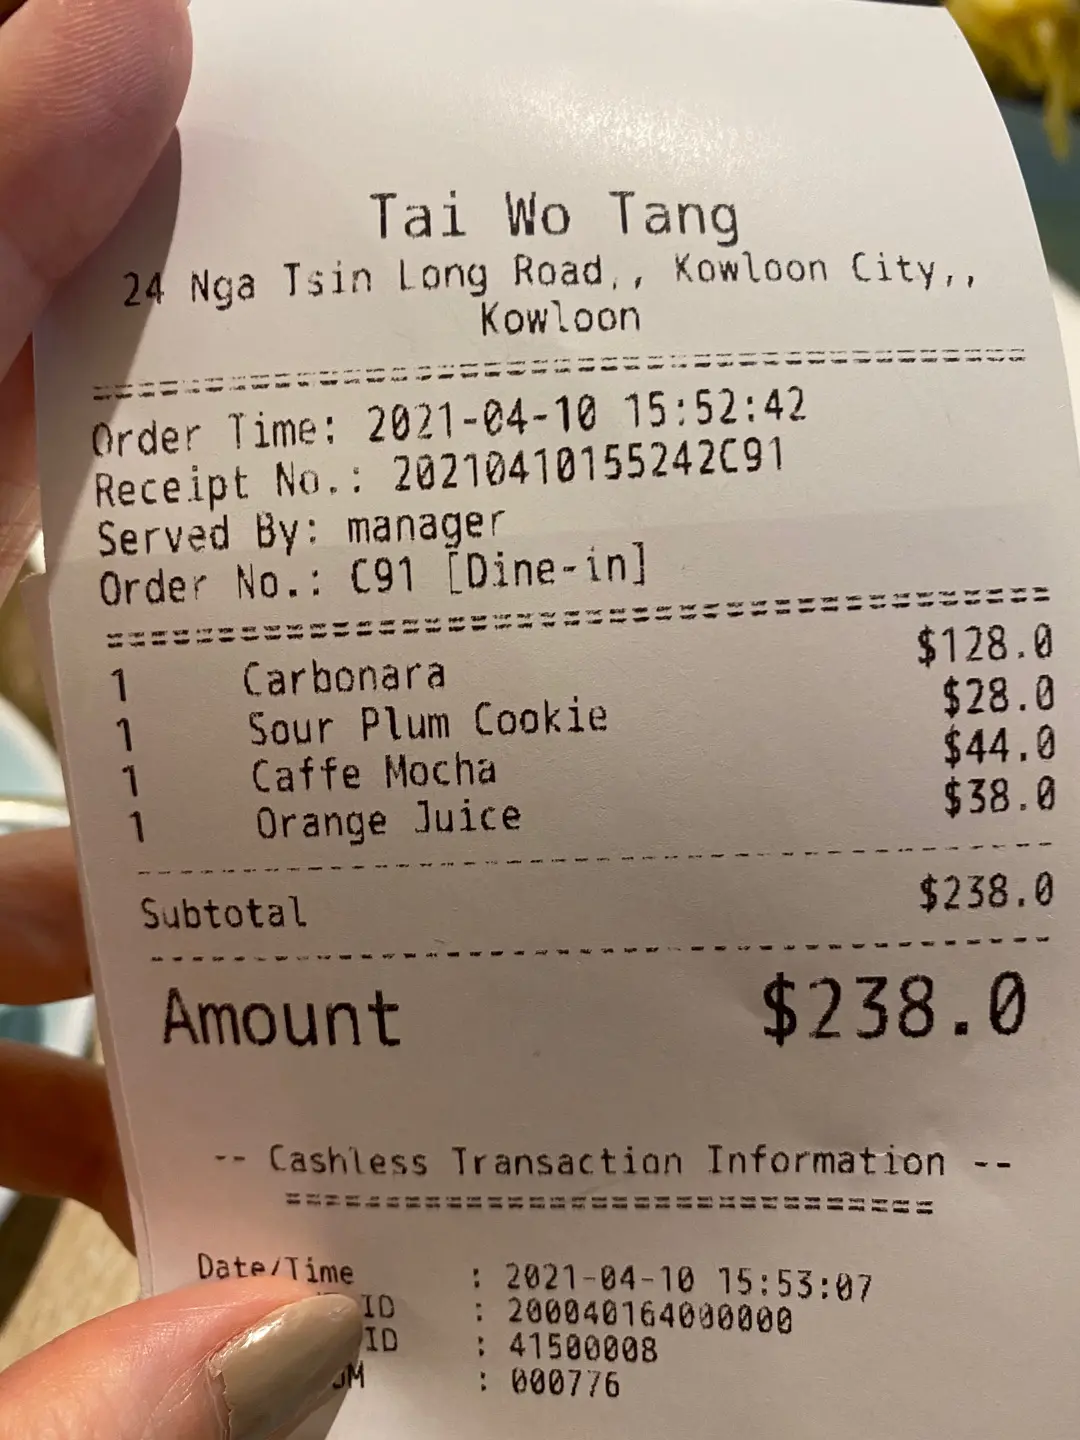 Tai Wo Tang
24 Nga Tsin Long Road,, Kowloon City,,
Kowloon
Order Time: 2021-04-10 15:52:42
Receipt No.: 20210410155242C91
Served By: manager
Order No.: C91 [Dine-in]
1 Carbonara $128.0
1 Sour Plum Cookie $28.0
1 Caffe Mocha $44.0
1 Orange Juice $38.0
Subtotal $238.0
Amount $238.0
-- Cashless Transaction Information --
Date/Time : 2021-04-10 15:53:07
ID : 200040164000000
ID : 41500008
: 000776